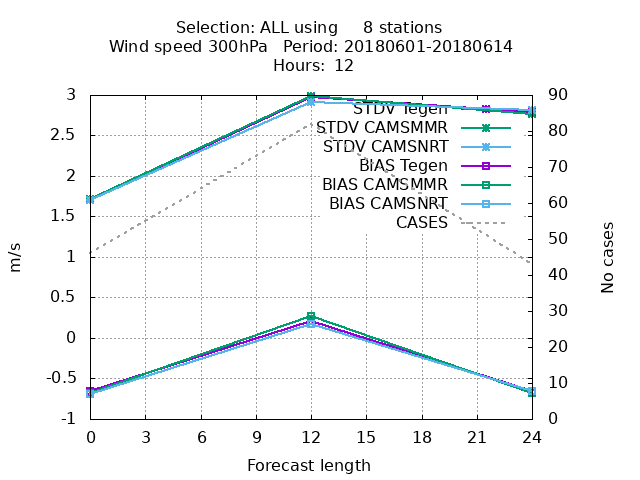 Selection: ALL using 8 stations
Wind speed 300hPa Period: 20180601-20180614
Hours: 12
3
2.5
2
1.5
1
0.5
0
-0.5
-1
m/s
90
80
70
60
50
40
30
20
10
0
No cases
STDV Tegen
STDV CAMSMMR
STDV CAMSNRT
BIAS Tegen
BIAS CAMSMMR
BIAS CAMSNRT
CASES
0 3 6 9 12 15 18 21 24
Forecast length